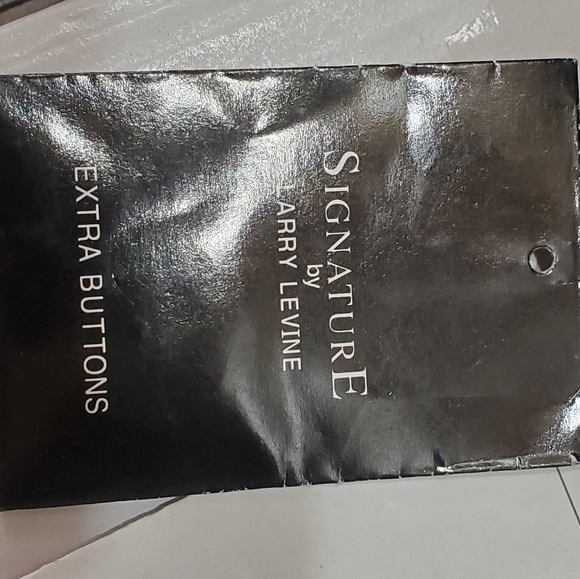 SIGNATURE
by
LARRY LEVINE
EXTRA BUTTONS